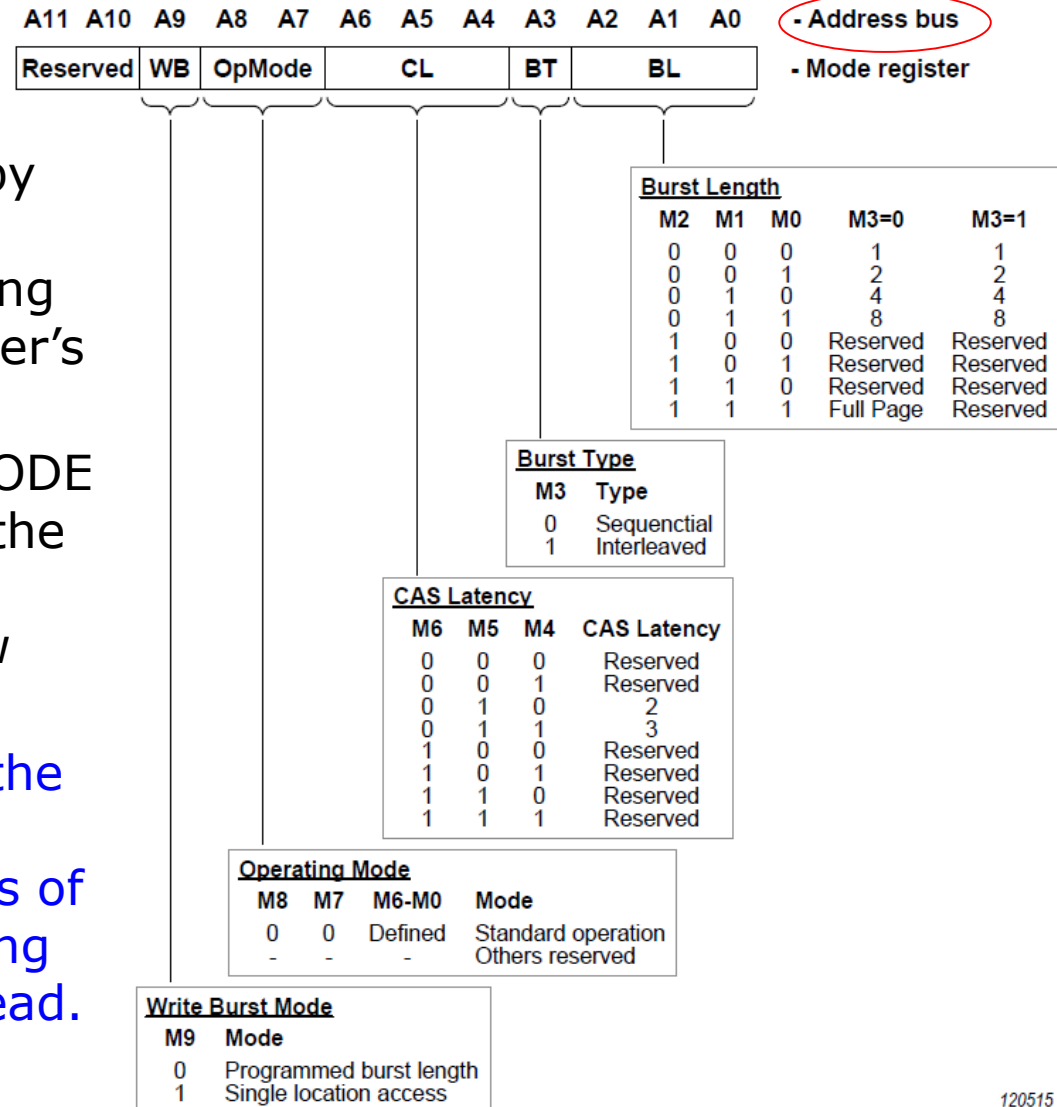 A11 A10 A9 A8 A7 A6 A5 A4 A3 A2 A1 A0 - Address bus
Reserved WB OpMode CL BT BL - Mode register
by
ng
er's
ODE
the
w
the
s of
ng
ead.
Burst Length
M2 M1 M0 M3=0 M3=1
0 0 0 1 1
0 0 1 2 2
0 1 0 4 4
0 1 1 8 8
1 0 0 Reserved Reserved
1 0 1 Reserved Reserved
1 1 0 Reserved Reserved
1 1 1 Full Page Reserved
Burst Type
M3 Type
0 Sequenctial
1 Interleaved
CAS Latency
M6 M5 M4 CAS Latency
0 0 0 Reserved
0 0 1 Reserved
0 1 0 2
0 1 1 3
1 0 0 Reserved
1 0 1 Reserved
1 1 0 Reserved
1 1 1 Reserved
Operating Mode
M8 M7 M6-M0 Mode
0 0 Defined Standard operation
- - - Others reserved
Write Burst Mode
M9 Mode
0 Programmed burst length
1 Single location access
120515